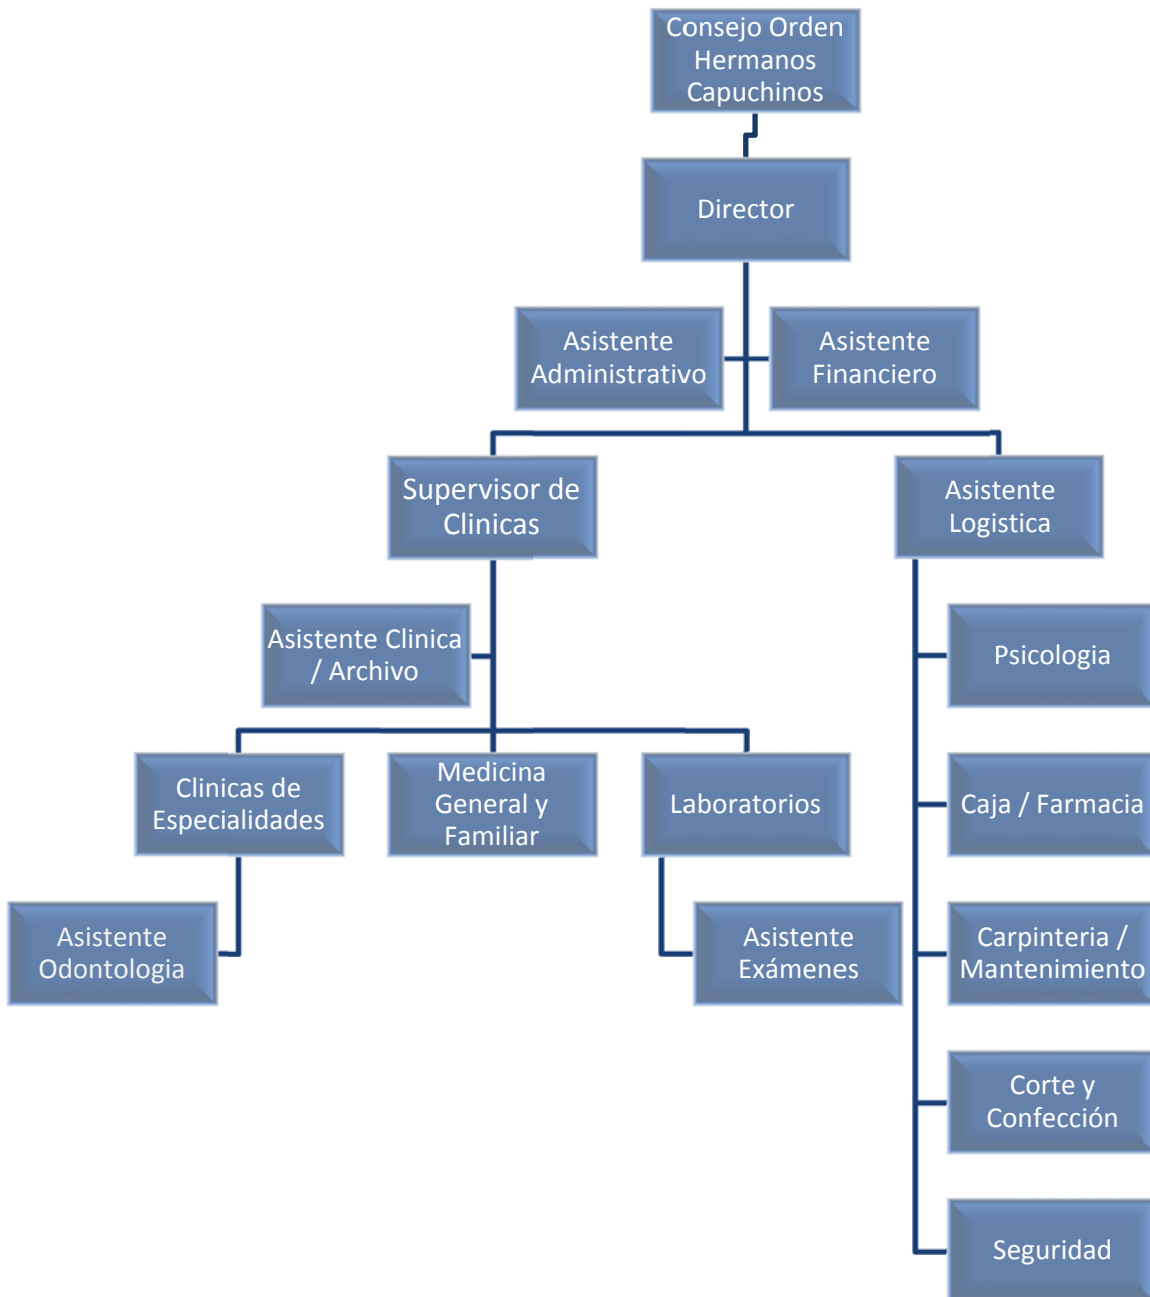 Consejo Orden
Hermanos
Capuchinos
Director
Asistente
Administrativo
Asistente
Financiero
Supervisor de
Clinicas
Asistente
Logistica
Asistente Clinica
/ Archivo
Psicologia
Clinicas de
Especialidades
Medicina
General y
Familiar
Laboratorios
Caja / Farmacia
Asistente
Odontologia
Asistente
Exámenes
Carpinteria /
Mantenimiento
Corte y
Confección
Seguridad